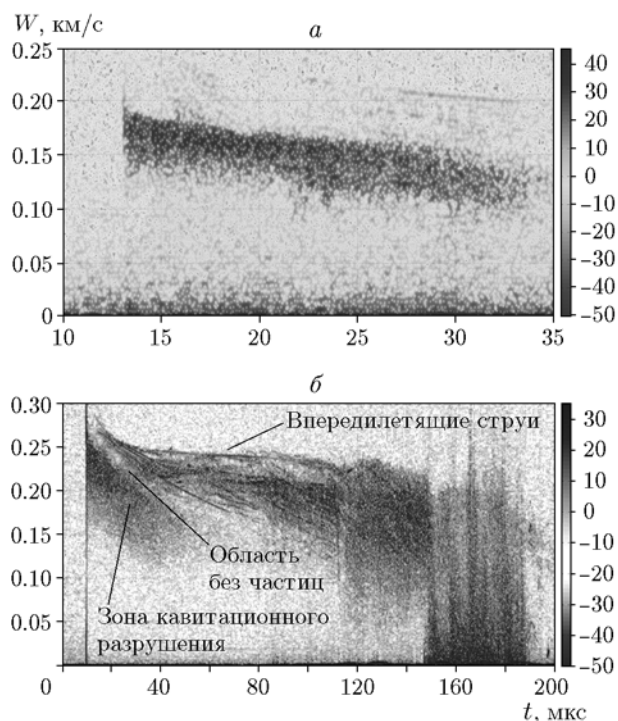 W, км/с
а
0.25
0.20
0.15
0.10
0.05
0
10 15 20 25 30 35
40
30
20
10
0
−10
−20
−30
−40
−50
б
0.30
0.25
0.20
0.15
0.10
0.05
0 40 80 120 160 200
t, мкс
30
20
10
0
−10
−20
−30
−40
−50
Впередилетящие струи
Область
без частиц
Зона кавитационного
разрушения